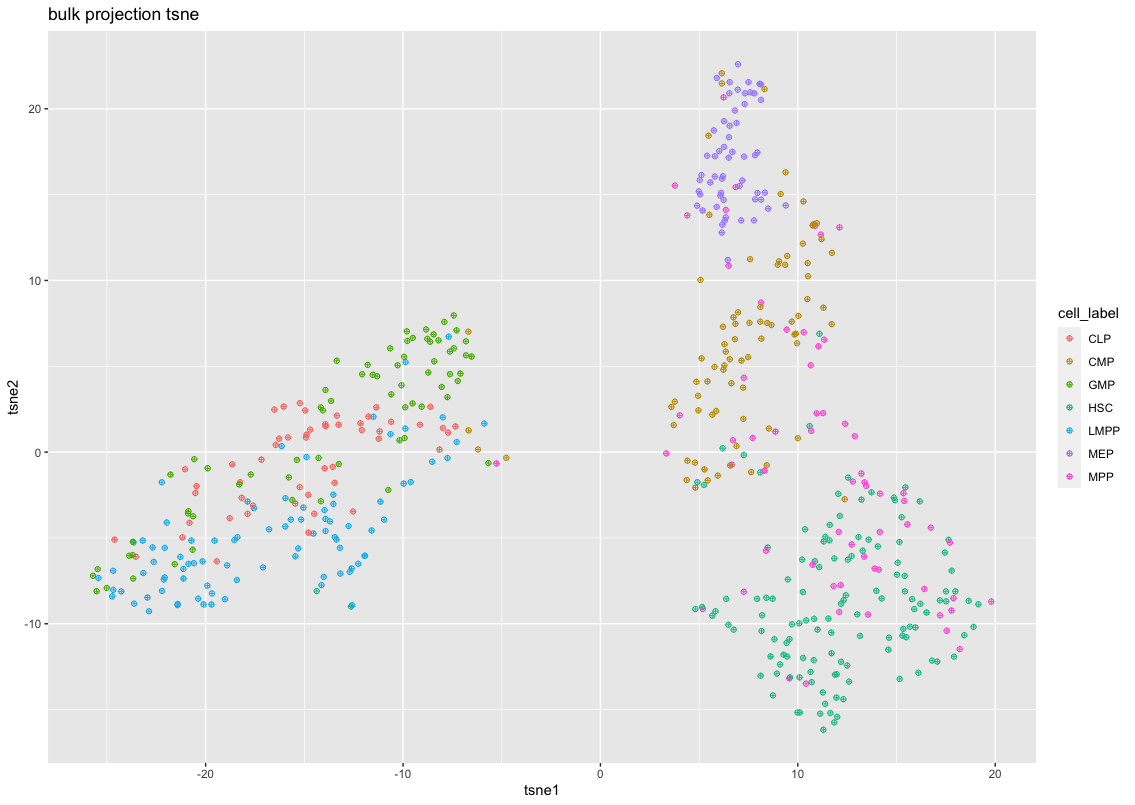 bulk projection tsne
20
10
0
-10
tsne2
-20
-10
0
10
20
tsne1
cell_label
CLP
CMP
GMP
HSC
LMPP
MEP
MPP